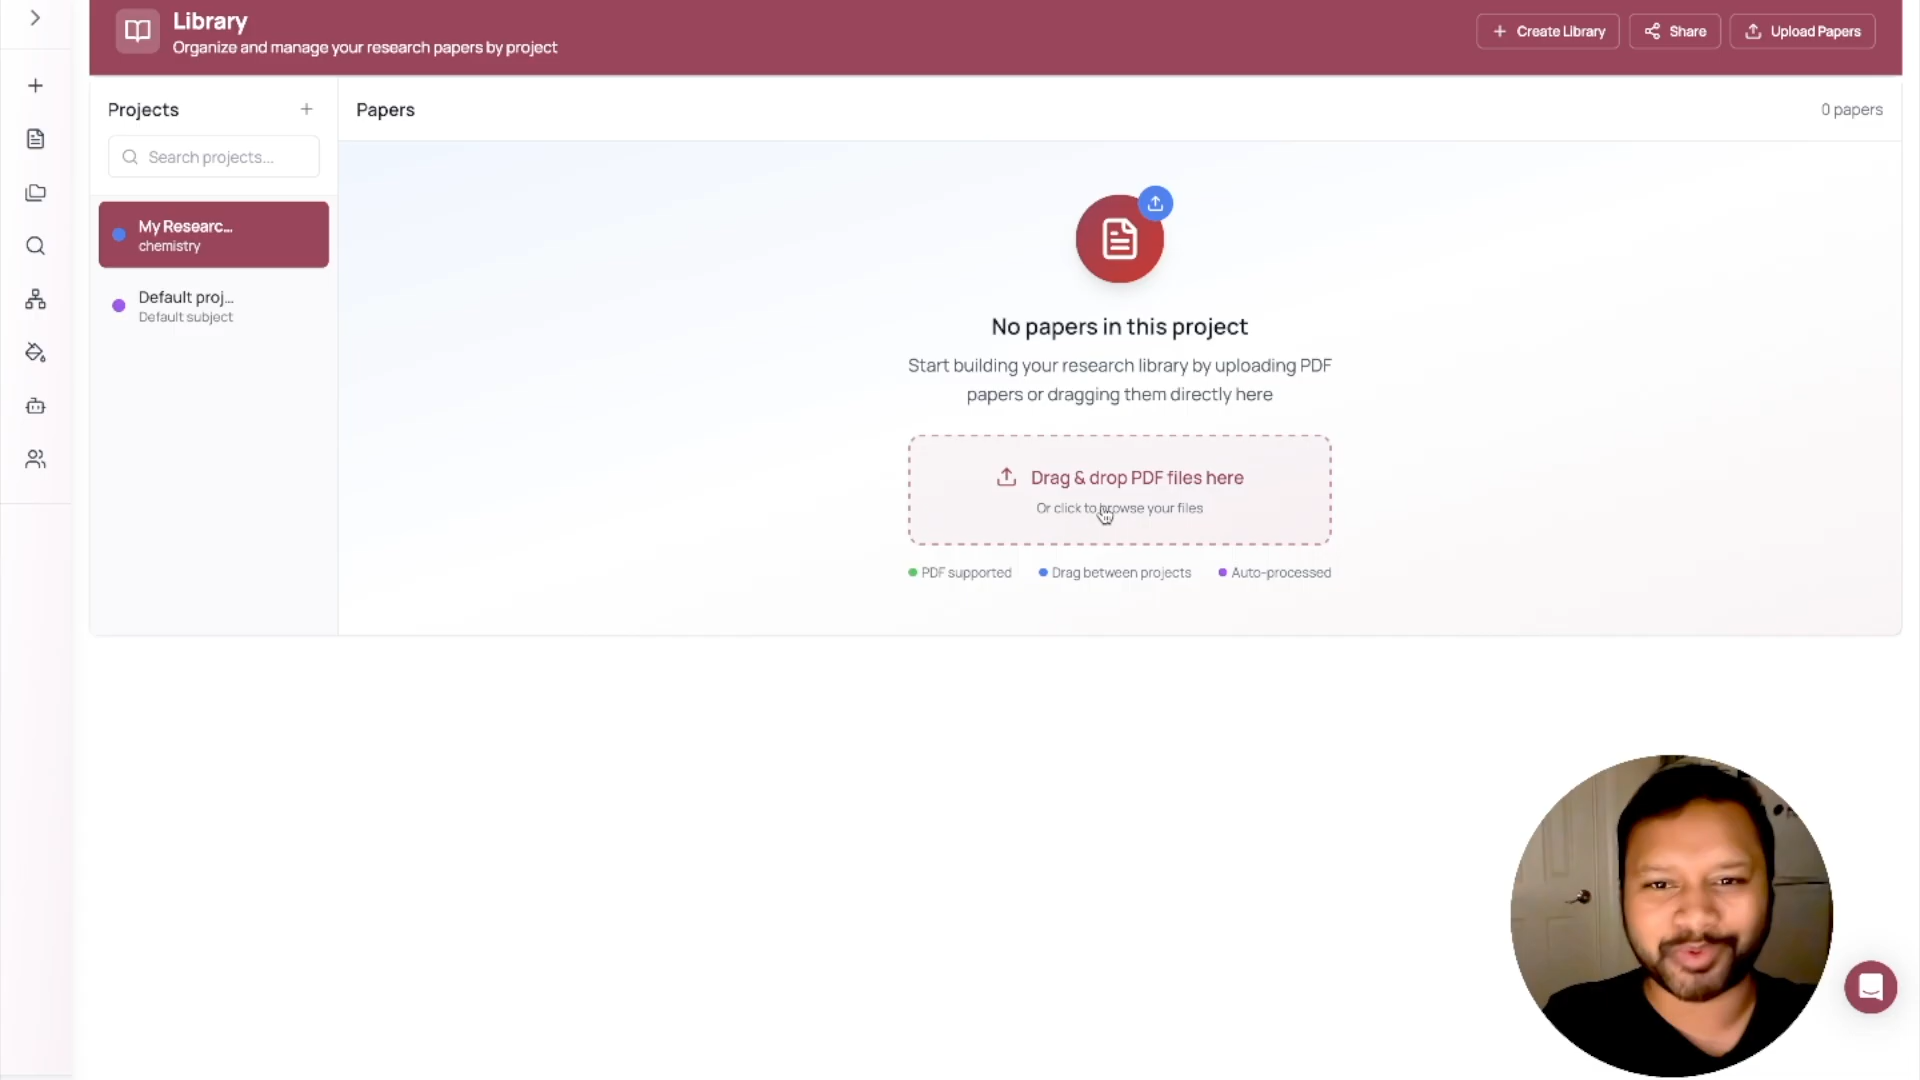 Library
Organize and manage your research papers by project
Create Library
Share
Upload Papers
Projects
Search projects...
My Researc...
chemistry
Default proj...
Default subject
Papers
0 papers
No papers in this project
Start building your research library by uploading PDF
papers or dragging them directly here
Drag & drop PDF files here
Or click to browse your files
PDF supported
Drag between projects
Auto-processed